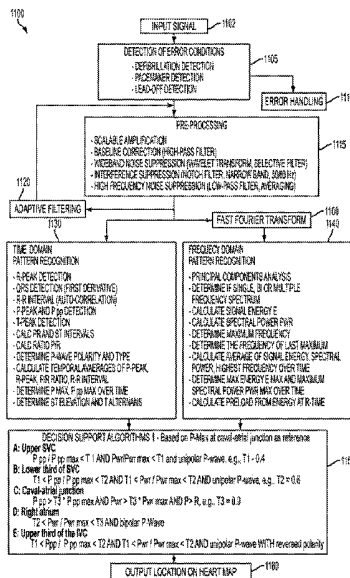 1100
INPUT SIGNAL
1102
DETECTION OF ERROR CONDITIONS
- DEFIBRILLATION DETECTION
- PACEMAKER DETECTION
- LEAD-OFF DETECTION
1105
ERROR HANDLING
PRE-PROCESSING
- SCALABLE AMPLIFICATION
- BASELINE CORRECTION (HIGH-PASS FILTER)
- WIDEBAND NOISE SUPPRESSION (WAVELET TRANSFORM, SELECTIVE FILTER)
- INTERFERENCE SUPPRESSION (NOTCH FILTER, NARROW BAND, 50/60 Hz)
- HIGH FREQUENCY NOISE SUPPRESSION (LOW-PASS FILTER, AVERAGING)
1115
1120
ADAPTIVE FILTERING
1130
FAST FOURIER TRANSFORM
1140
TIME DOMAIN
PATTERN RECOGNITION
- R-PEAK DETECTION
- QRS DETECTION (FIRST DERIVATIVE)
- R-R INTERVAL (AUTO-CORRELATION)
- P-PEAK AND P pp DETECTION
- T-PEAK DETECTION
- CALC PR AND ST INTERVALS
- CALC RATIO P/R
- DETERMINE P-WAVE POLARITY AND TYPE
- CALCULATE TEMPORAL AVERAGES OF P-PEAK,
R-PEAK, P/R RATIO, R-R INTERVAL
- DETERMINE P MAX, P pp MAX OVER TIME
- DETERMINE ST ELEVATION AND T ALTERNANS
FREQUECY DOMAIN
PATTERN RECOGNITION
- PRINCIPAL COMPONENTS ANALYSIS
- DETERMINE IF SINGLE, BI OR MULTIPLE
FREQUENCY SPECTRUM
- CALCULATE SIGNAL ENERGY E
- CALCULATE SPECTRAL POWER PWR
- DETERMINE MAXIMUM FREQUENCY
- DETERMINE THE FREQUENCY OF LAST MAXIMUM
- CALCULATE AVERAGE OF SIGNAL ENERGY, SPECTRAL
POWER, HIGHEST FREQUENCY OVER TIME
- DETERMINE MAX ENERGY E MAX AND MAXIMUM
SPECTRAL POWER PWR MAX OVER TIME
- CALCULATE PRELOAD FROM ENERGY AT R-TIME
DECISION SUPPORT ALGORITHMS 1 - Based on P-Max at caval-atrial junction as reference
A: Upper SVC
P pp / P pp max < T1 AND Pwr/Pwr max < T1 and unipolar P-wave, e.g., T1 - 0.4
B: Lower third of SVC
T1 < P pp / P pp max < T2 AND T1 < Pwr / Pwr max < T2 and unipolar P-wave, e.g., T2 = 0.6
C: Caval-atrial junction
P pp > T3 * P pp max AND Pwr > T3 * Pwr max AND P > R, e.g., T3 = 0.9
D: Right atrium
T2 < Pwr / Pwr max < T3 AND bipolar P-Wave
E: Upper third of the IVC
T1 < Ppp / P pp max < T2 AND T1 < Pwr / Pwr max < T2 AND unipolar P-wave WITH reversed polarity
OUTPUT LOCATION ON HEART MAP
1160